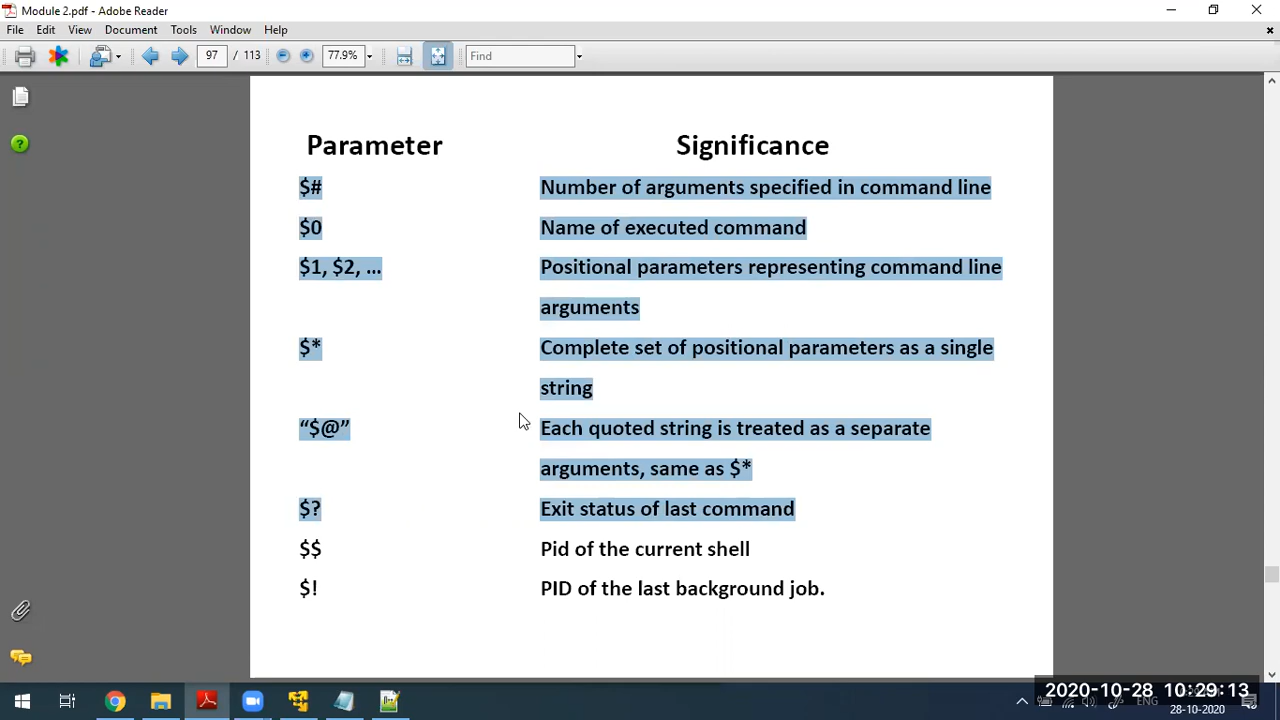 Module 2.pdf - Adobe Reader
File Edit View Document Tools Window Help
97 / 113 77.9% Find
Parameter Significance
$# Number of arguments specified in command line
$0 Name of executed command
$1, $2, ... Positional parameters representing command line
arguments
$* Complete set of positional parameters as a single
string
“$@” Each quoted string is treated as a separate
arguments, same as $*
$? Exit status of last command
$$ Pid of the current shell
$! PID of the last background job.
2020-10-28 10:29:13
ENG
28-10-2020